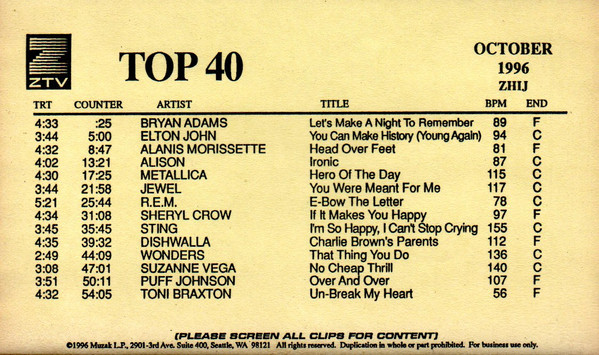 ZTV
TOP 40
OCTOBER
1996
ZHIJ
TRT COUNTER ARTIST TITLE BPM END
4:33 :25 BRYAN ADAMS Let's Make A Night To Remember 89 F
3:44 5:00 ELTON JOHN You Can Make History (Young Again) 94 C
4:32 8:47 ALANIS MORISSETTE Head Over Feet 81 F
4:02 13:21 ALISON Ironic 87 C
4:30 17:25 METALLICA Hero Of The Day 115 C
3:44 21:58 JEWEL You Were Meant For Me 117 C
5:21 25:44 R.E.M. E-Bow The Letter 78 C
4:34 31:08 SHERYL CROW If It Makes You Happy 97 F
3:45 35:45 STING I'm So Happy, I Can't Stop Crying 155 C
4:35 39:32 DISHWALLA Charlie Brown's Parents 112 F
2:49 44:09 WONDERS That Thing You Do 136 C
3:08 47:01 SUZANNE VEGA No Cheap Thrill 140 C
3:51 50:11 PUFF JOHNSON Over And Over 107 F
4:32 54:05 TONI BRAXTON Un-Break My Heart 56 F
(PLEASE SCREEN ALL CLIPS FOR CONTENT)
©1996 Muzak L.P., 2901-3rd Ave. Suite 400, Seattle, WA 98121 All rights reserved. Duplication in whole or part prohibited. For business use only.